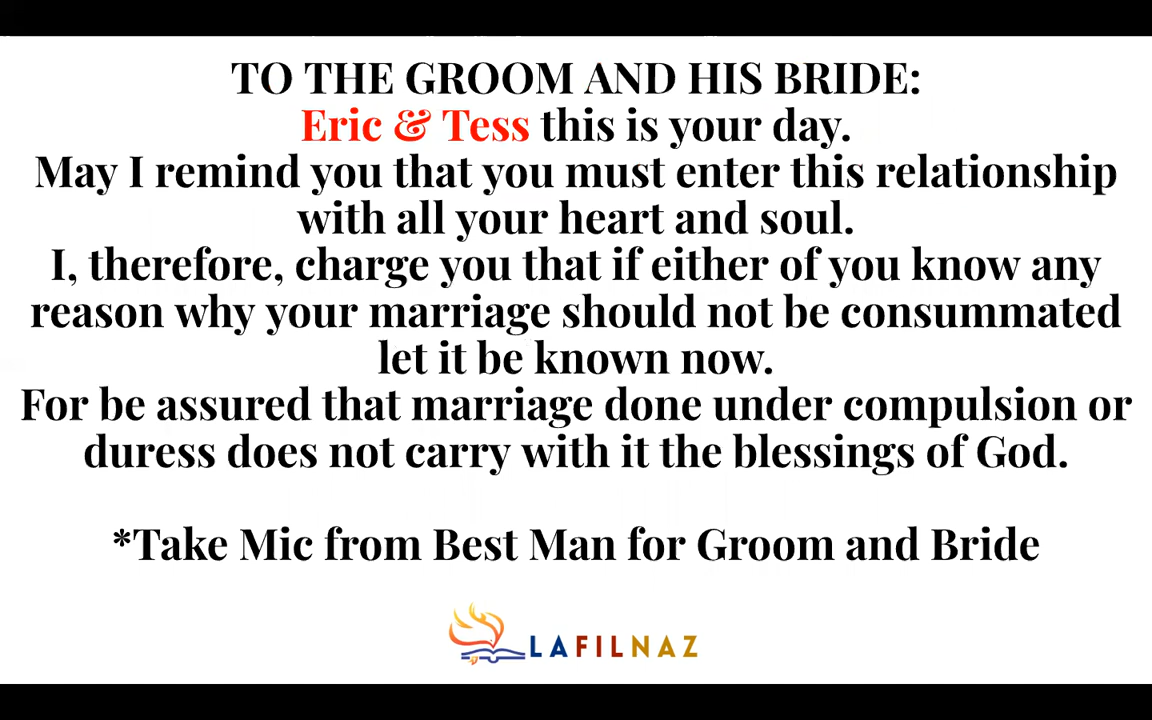 TO THE GROOM AND HIS BRIDE:
Eric & Tess this is your day.
May I remind you that you must enter this relationship
with all your heart and soul.
I, therefore, charge you that if either of you know any
reason why your marriage should not be consummated
let it be known now.
For be assured that marriage done under compulsion or
duress does not carry with it the blessings of God.
*Take Mic from Best Man for Groom and Bride
LAFILNAZ